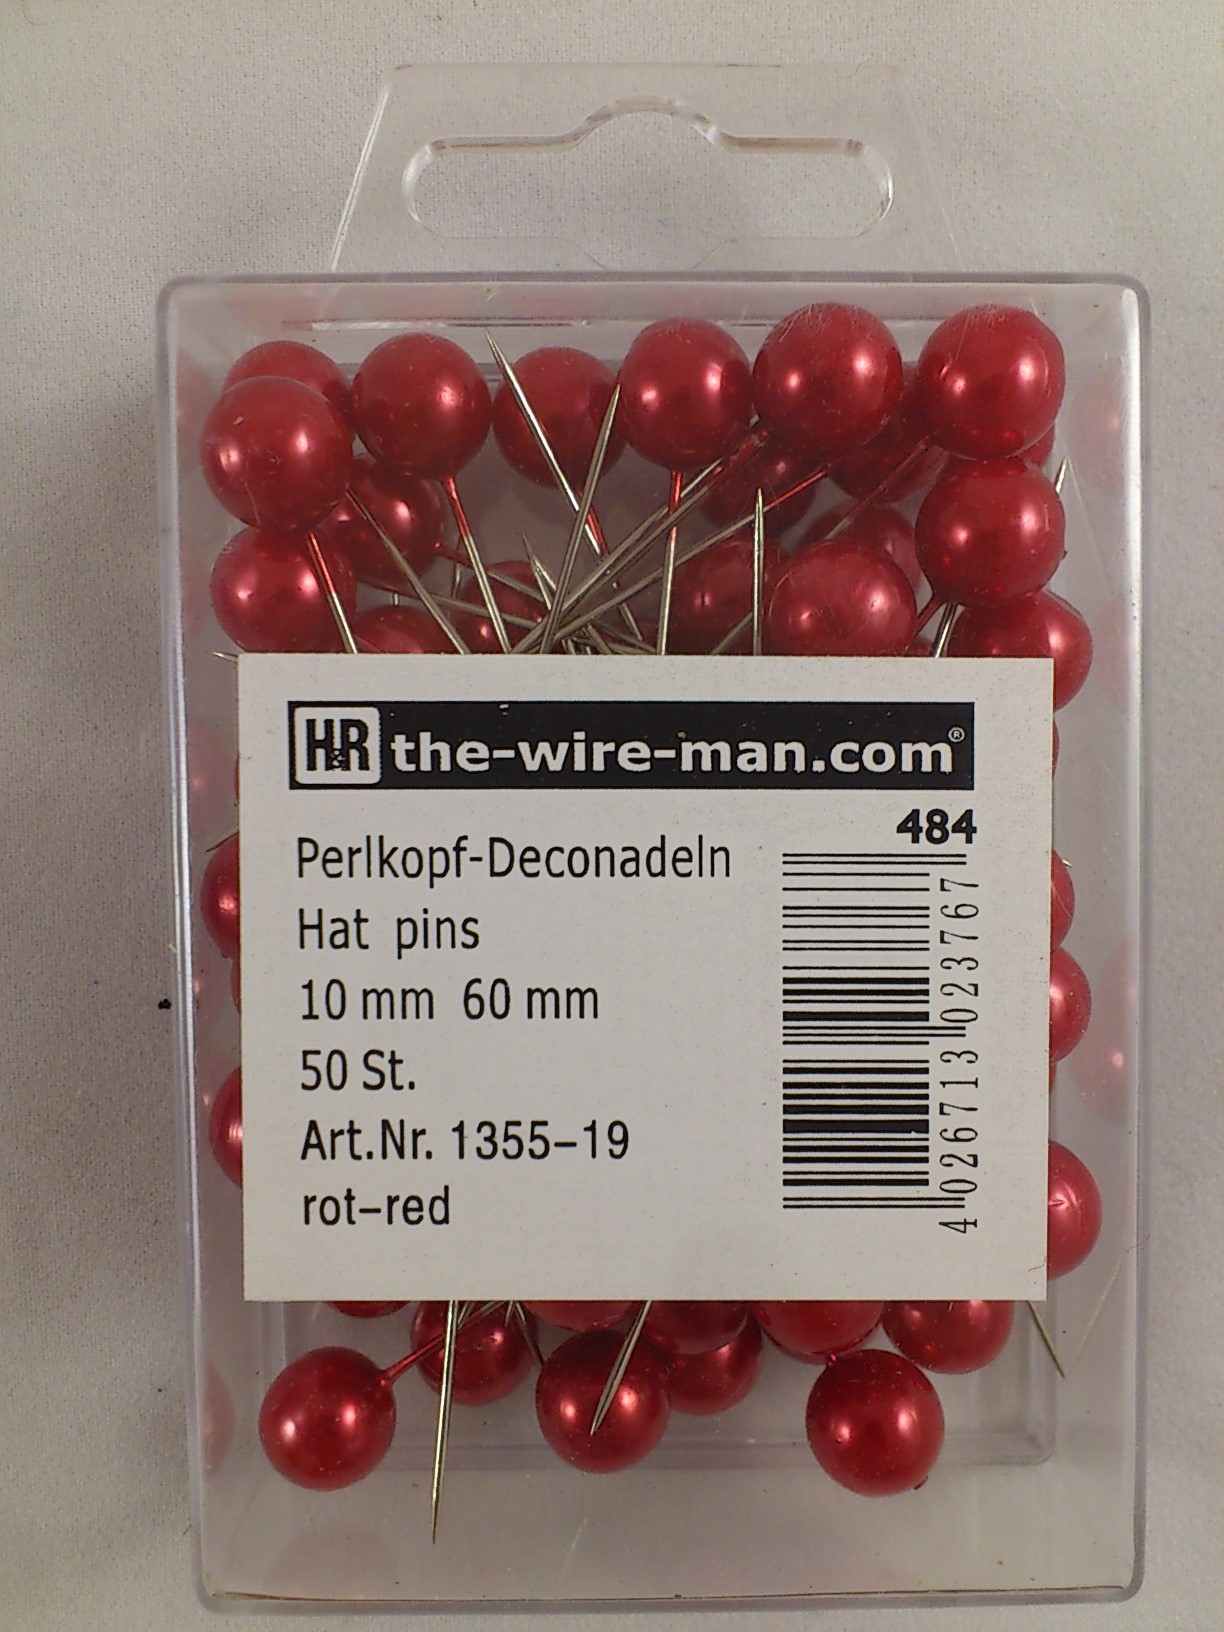 H&R the-wire-man.com®
484
Perlkopf-Deconadeln
Hat pins
10 mm 60 mm
50 St.
Art.Nr. 1355-19
rot-red
4 026713 023767